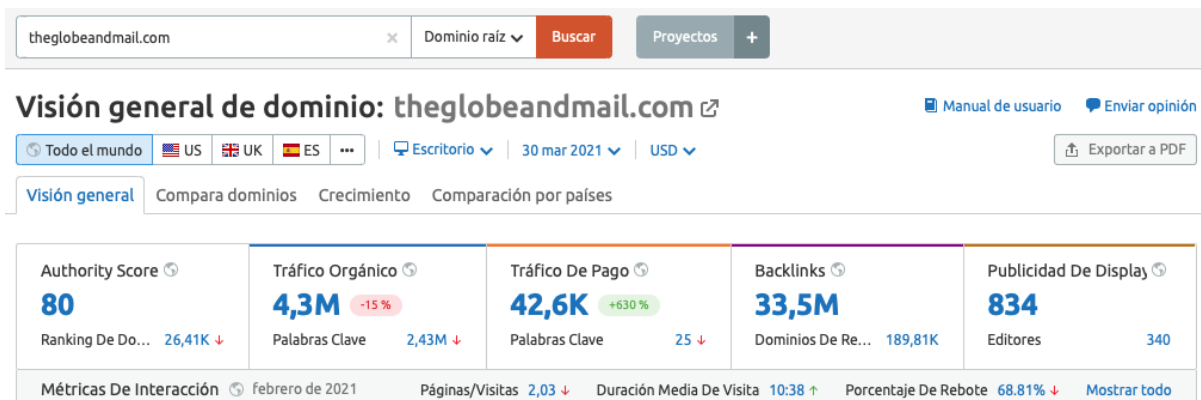 theglobeandmail.com × Dominio raíz Buscar Proyectos +
Visión general de dominio: theglobeandmail.com
Manual de usuario Enviar opinión
Todo el mundo US UK ES ... Escritorio 30 mar 2021 USD Exportar a PDF
Visión general Compara dominios Crecimiento Comparación por países
Authority Score Tráfico Orgánico Tráfico De Pago Backlinks Publicidad De Display
80 4,3M -15 % 42,6K +630 % 33,5M 834
Ranking De Do... 26,41K ↓ Palabras Clave 2,43M ↓ Palabras Clave 25 ↓ Dominios De Re... 189,81K Editores 340
Métricas De Interacción febrero de 2021 Páginas/Visitas 2,03 ↓ Duración Media De Visita 10:38 ↑ Porcentaje De Rebote 68.81% ↓ Mostrar todo